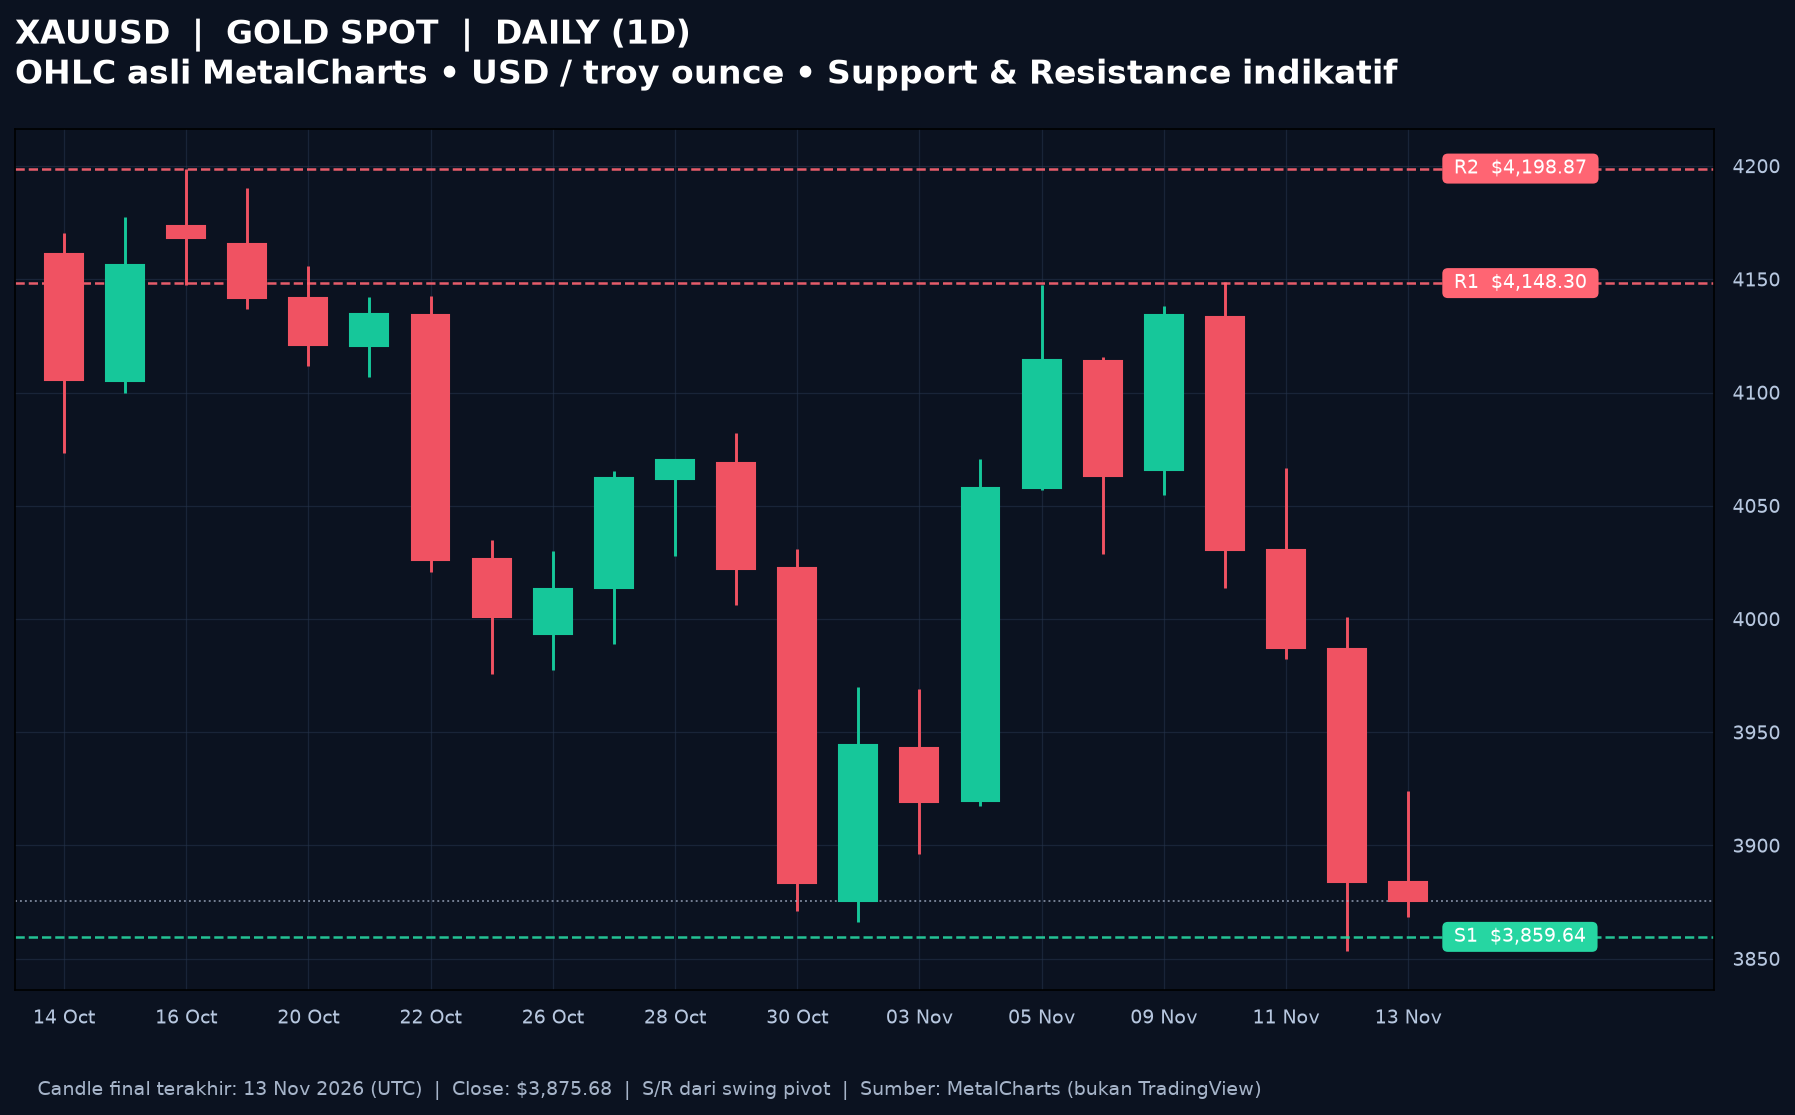 XAUUSD | GOLD SPOT | DAILY (1D)
OHLC asli MetalCharts • USD / troy ounce • Support & Resistance indikatif
R2 $4,198.87
4200
R1 $4,148.30
4150
4100
4050
4000
3950
3900
S1 $3,859.64
3850
14 Oct 16 Oct 20 Oct 22 Oct 26 Oct 28 Oct 30 Oct 03 Nov 05 Nov 09 Nov 11 Nov 13 Nov
Candle final terakhir: 13 Nov 2026 (UTC) | Close: $3,875.68 | S/R dari swing pivot | Sumber: MetalCharts (bukan TradingView)